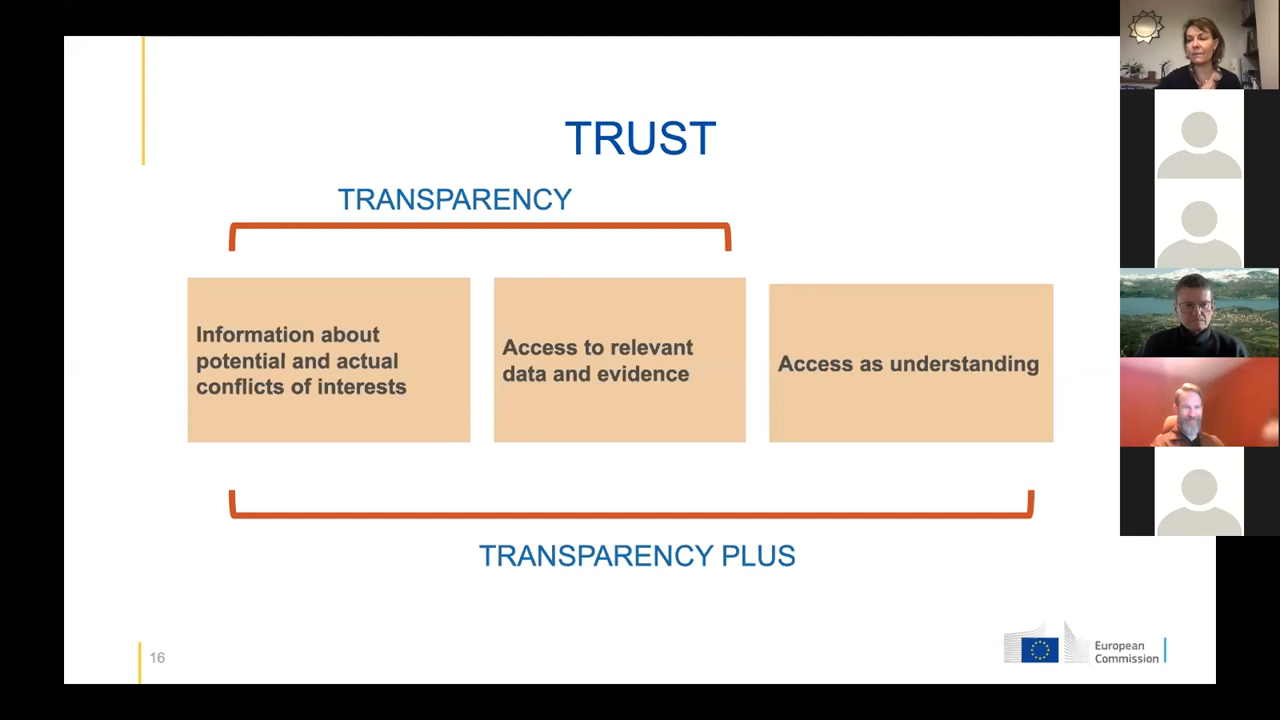 TRUST
TRANSPARENCY
Information about
potential and actual
conflicts of interests
Access to relevant
data and evidence
Access as understanding
TRANSPARENCY PLUS
16
European
Commission